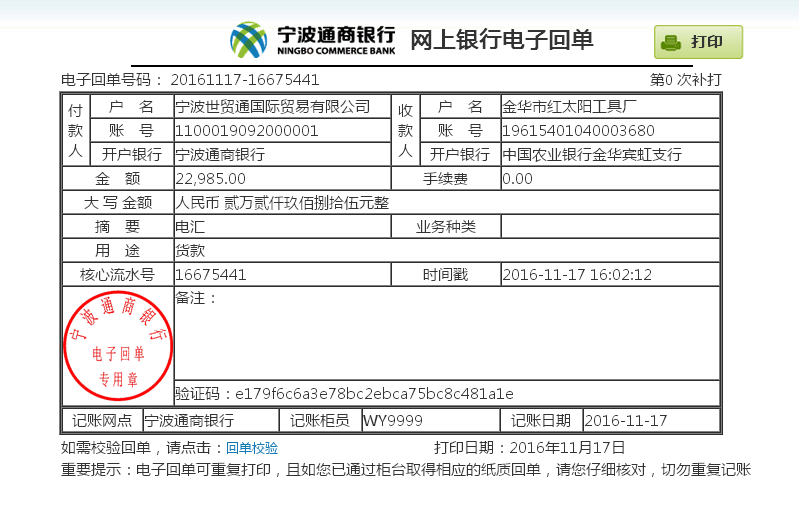 宁波通商银行 网上银行电子回单 打印
NINGBO COMMERCE BANK
电子回单号码： 20161117-16675441 第0 次补打
付款人 户 名 宁波世贸通国际贸易有限公司 收款人 户 名 金华市红太阳工具厂
账 号 1100019092000001 账 号 19615401040003680
开户银行 宁波通商银行 开户银行 中国农业银行金华宾虹支行
金 额 22,985.00 手续费 0.00
大 写 金额 人民币 贰万贰仟玖佰捌拾伍元整
摘 要 电汇 业务种类
用 途 货款
核心流水号 16675441 时间戳 2016-11-17 16:02:12
备注：
宁波通商银行
电子回单
专用章
验证码：e179f6c6a3e78bc2ebca75bc8c481a1e
记账网点 宁波通商银行 记账柜员 WY9999 记账日期 2016-11-17
如需校验回单，请点击：回单校验 打印日期：2016年11月17日
重要提示：电子回单可重复打印，且如您已通过柜台取得相应的纸质回单，请您仔细核对，切勿重复记账